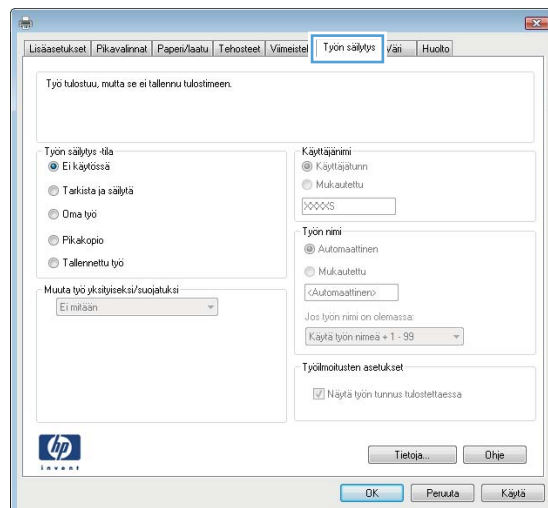 Lisäasetukset Pikavalinnat Paperi/laatu Tehosteet Viimeistel Työn säilytys Väri Huolto
Työ tulostuu, mutta se ei tallennu tulostimeen.
Työn säilytys -tila
Ei käytössä
Tarkista ja säilytä
Oma työ
Pikakopio
Tallennettu työ
Muuta työ yksityiseksi/suojatuksi
Ei mitään
Käyttäjänimi
Käyttäjätunn
Mukautettu
XXXXS
Työn nimi
Automaattinen
Mukautettu
<Automaattinen>
Jos työn nimi on olemassa:
Käytä työn nimeä + 1 - 99
Työilmoitusten asetukset
Näytä työn tunnus tulostettaessa
hp
invent
Tietoja... Ohje
OK Peruuta Käytä